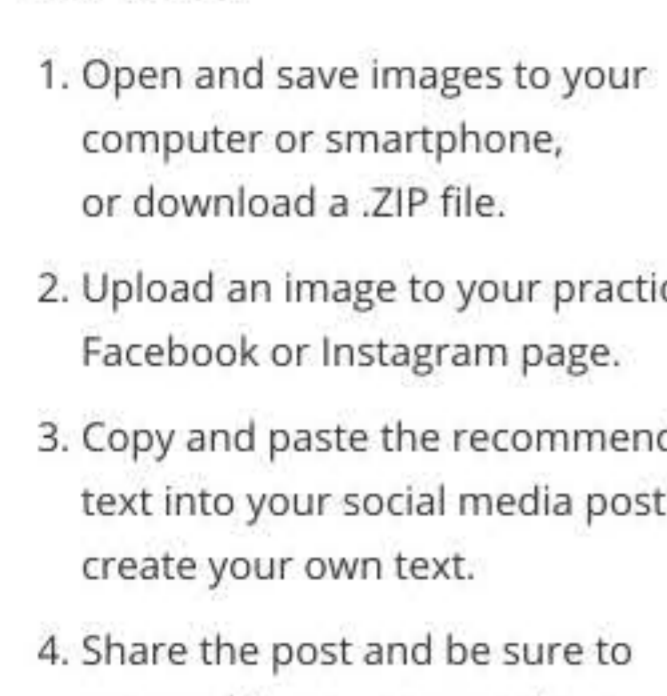 1. Open and save images to your
computer or smartphone,
or download a .ZIP file.
2. Upload an image to your
Facebook or Instagram page.
3. Copy and paste the
text into your social media post
create your own text.
4. Share the post and be sure to